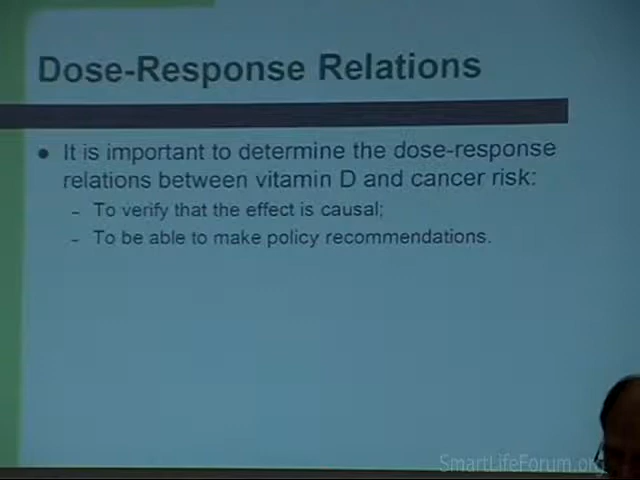 Dose-Response Relations
• It is important to determine the dose-response
relations between vitamin D and cancer risk:
- To verify that the effect is causal;
- To be able to make policy recommendations.
SmartLifeForum.org